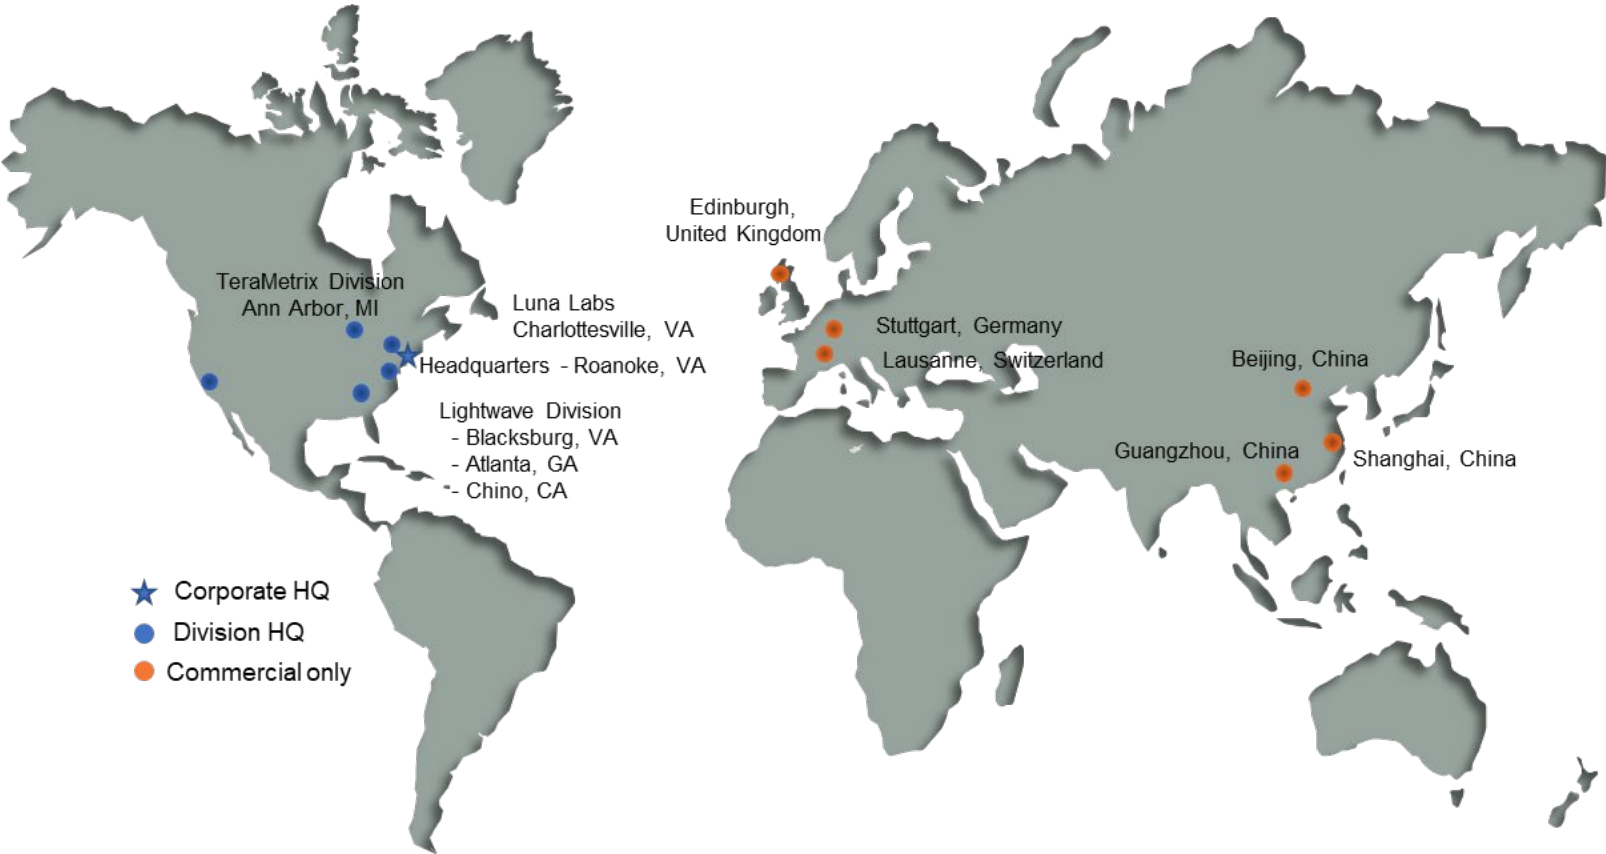 Edinburgh,
United Kingdom
TeraMetrix Division
Ann Arbor, MI
Luna Labs
Charlottesville, VA
Headquarters - Roanoke, VA
Lightwave Division
- Blacksburg, VA
- Atlanta, GA
- Chino, CA
Stuttgart, Germany
Lausanne, Switzerland
Beijing, China
Guangzhou, China
Shanghai, China
Corporate HQ
Division HQ
Commercial only